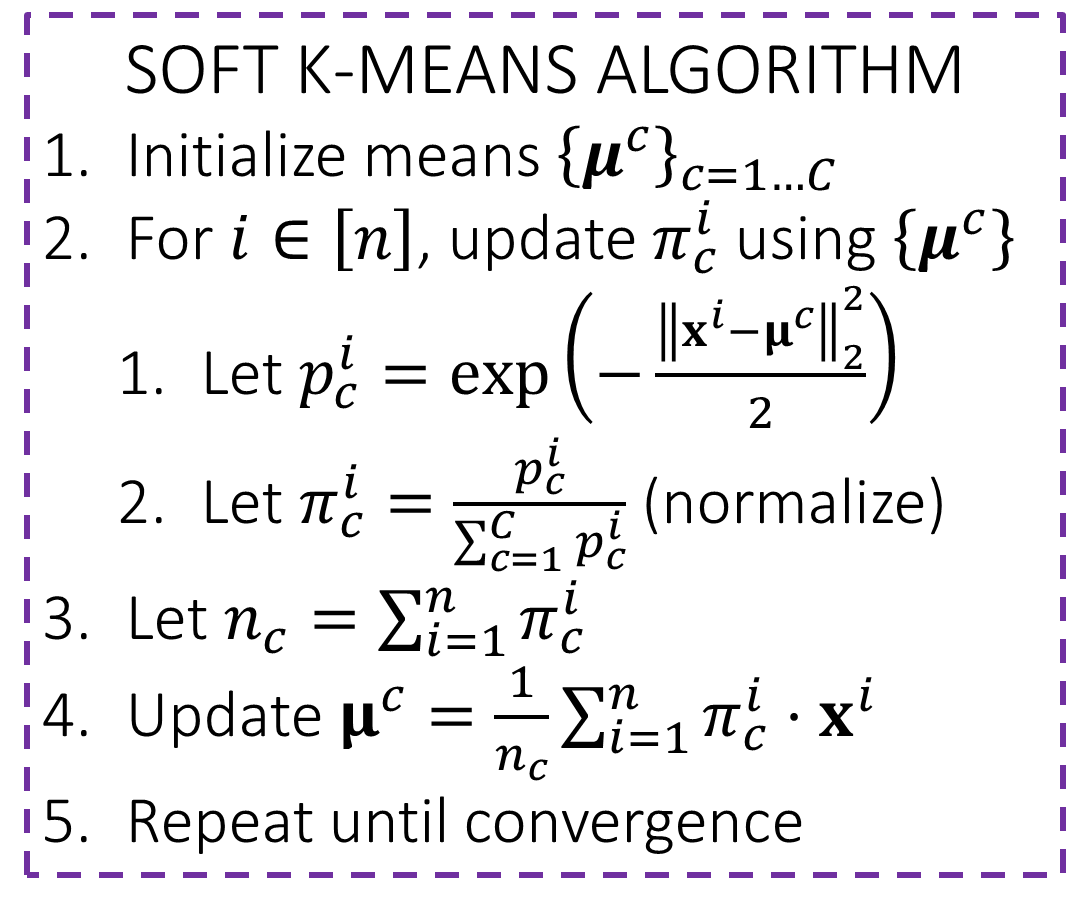 SOFT K-MEANS ALGORITHM
1. Initialize means {𝝁^c}_{c=1…C}
2. For i ∈ [n], update π_c^i using {𝝁^c}
1. Let p_c^i = exp(−‖𝐱^i−𝛍^c‖_2^2 / 2)
2. Let π_c^i = p_c^i / ∑_{c=1}^C p_c^i (normalize)
3. Let n_c = ∑_{i=1}^n π_c^i
4. Update 𝛍^c = 1/n_c ∑_{i=1}^n π_c^i · 𝐱^i
5. Repeat until convergence